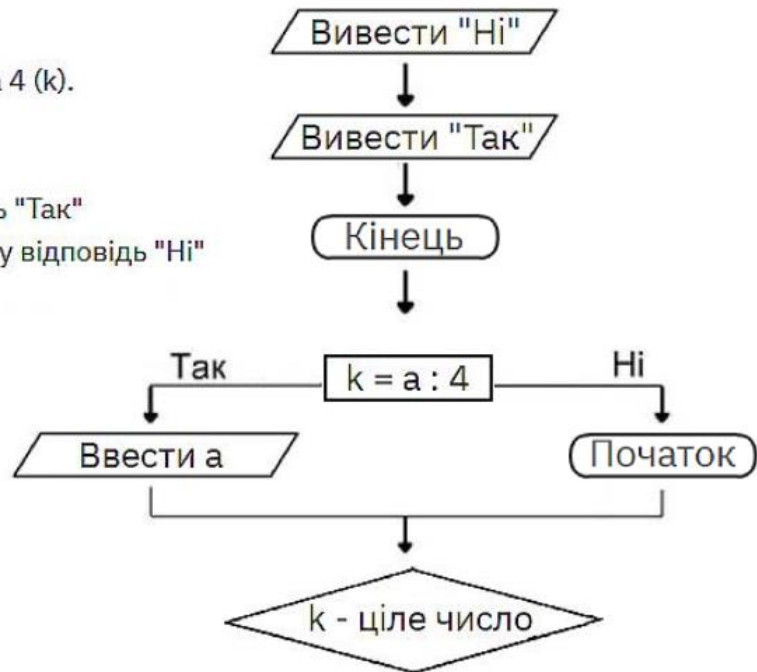 Вивести "Ні"
4 (k).
Вивести "Так"
"Так"
у відповідь "Ні"
Кінець
Так
k = a : 4
Ні
Ввести a
Початок
k - ціле число